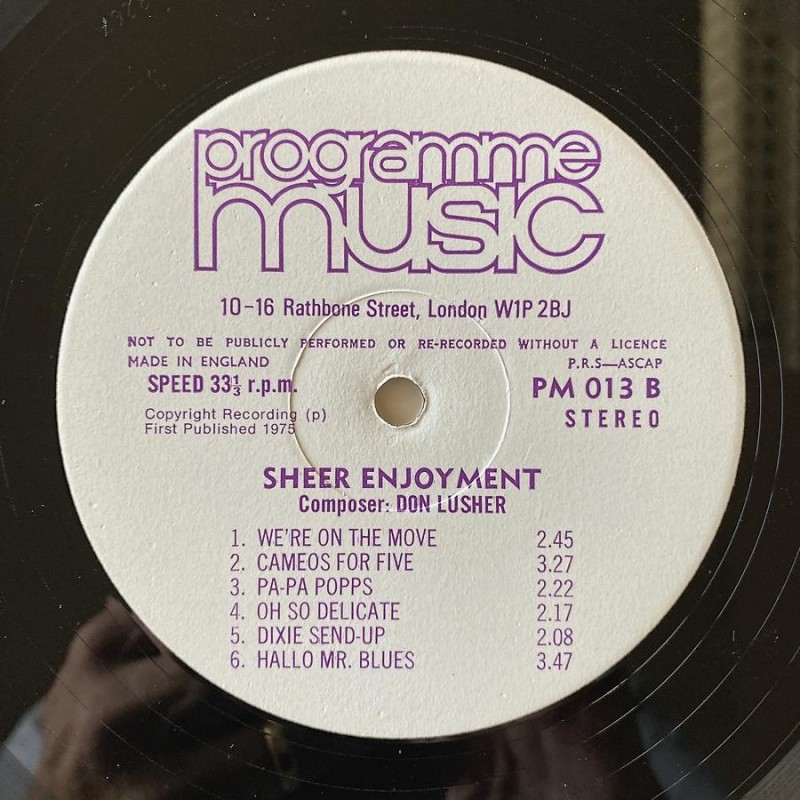 programme
music
10-16 Rathbone Street, London W1P 2BJ
NOT TO BE PUBLICLY PERFORMED OR RE-RECORDED WITHOUT A LICENCE
MADE IN ENGLAND P.R.S—ASCAP
SPEED 33⅓ r.p.m. PM 013 B
Copyright Recording (p) STEREO
First Published 1975
SHEER ENJOYMENT
Composer: DON LUSHER
1. WE'RE ON THE MOVE 2.45
2. CAMEOS FOR FIVE 3.27
3. PA-PA POPPS 2.22
4. OH SO DELICATE 2.17
5. DIXIE SEND-UP 2.08
6. HALLO MR. BLUES 3.47